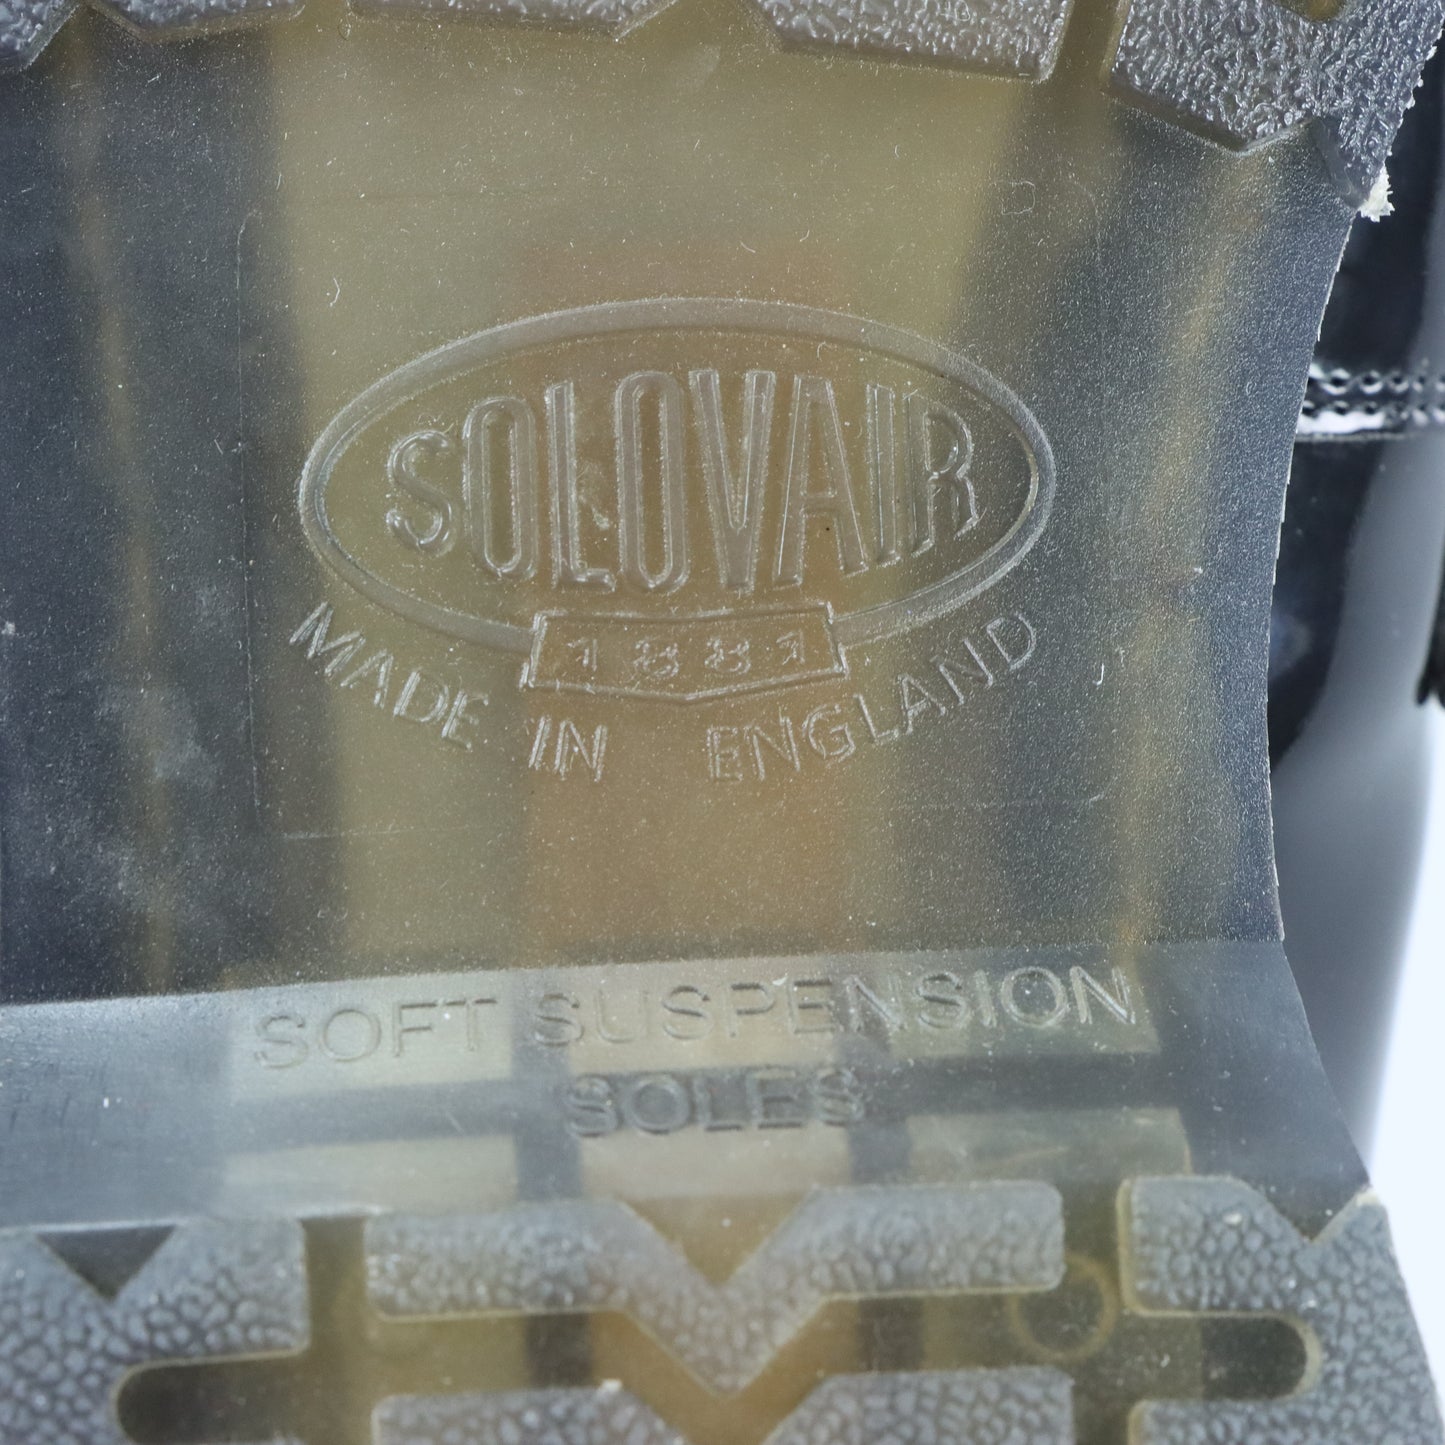 SOLOVAIR
1881
MADE IN ENGLAND
SOFT SUSPENSION
SOLES